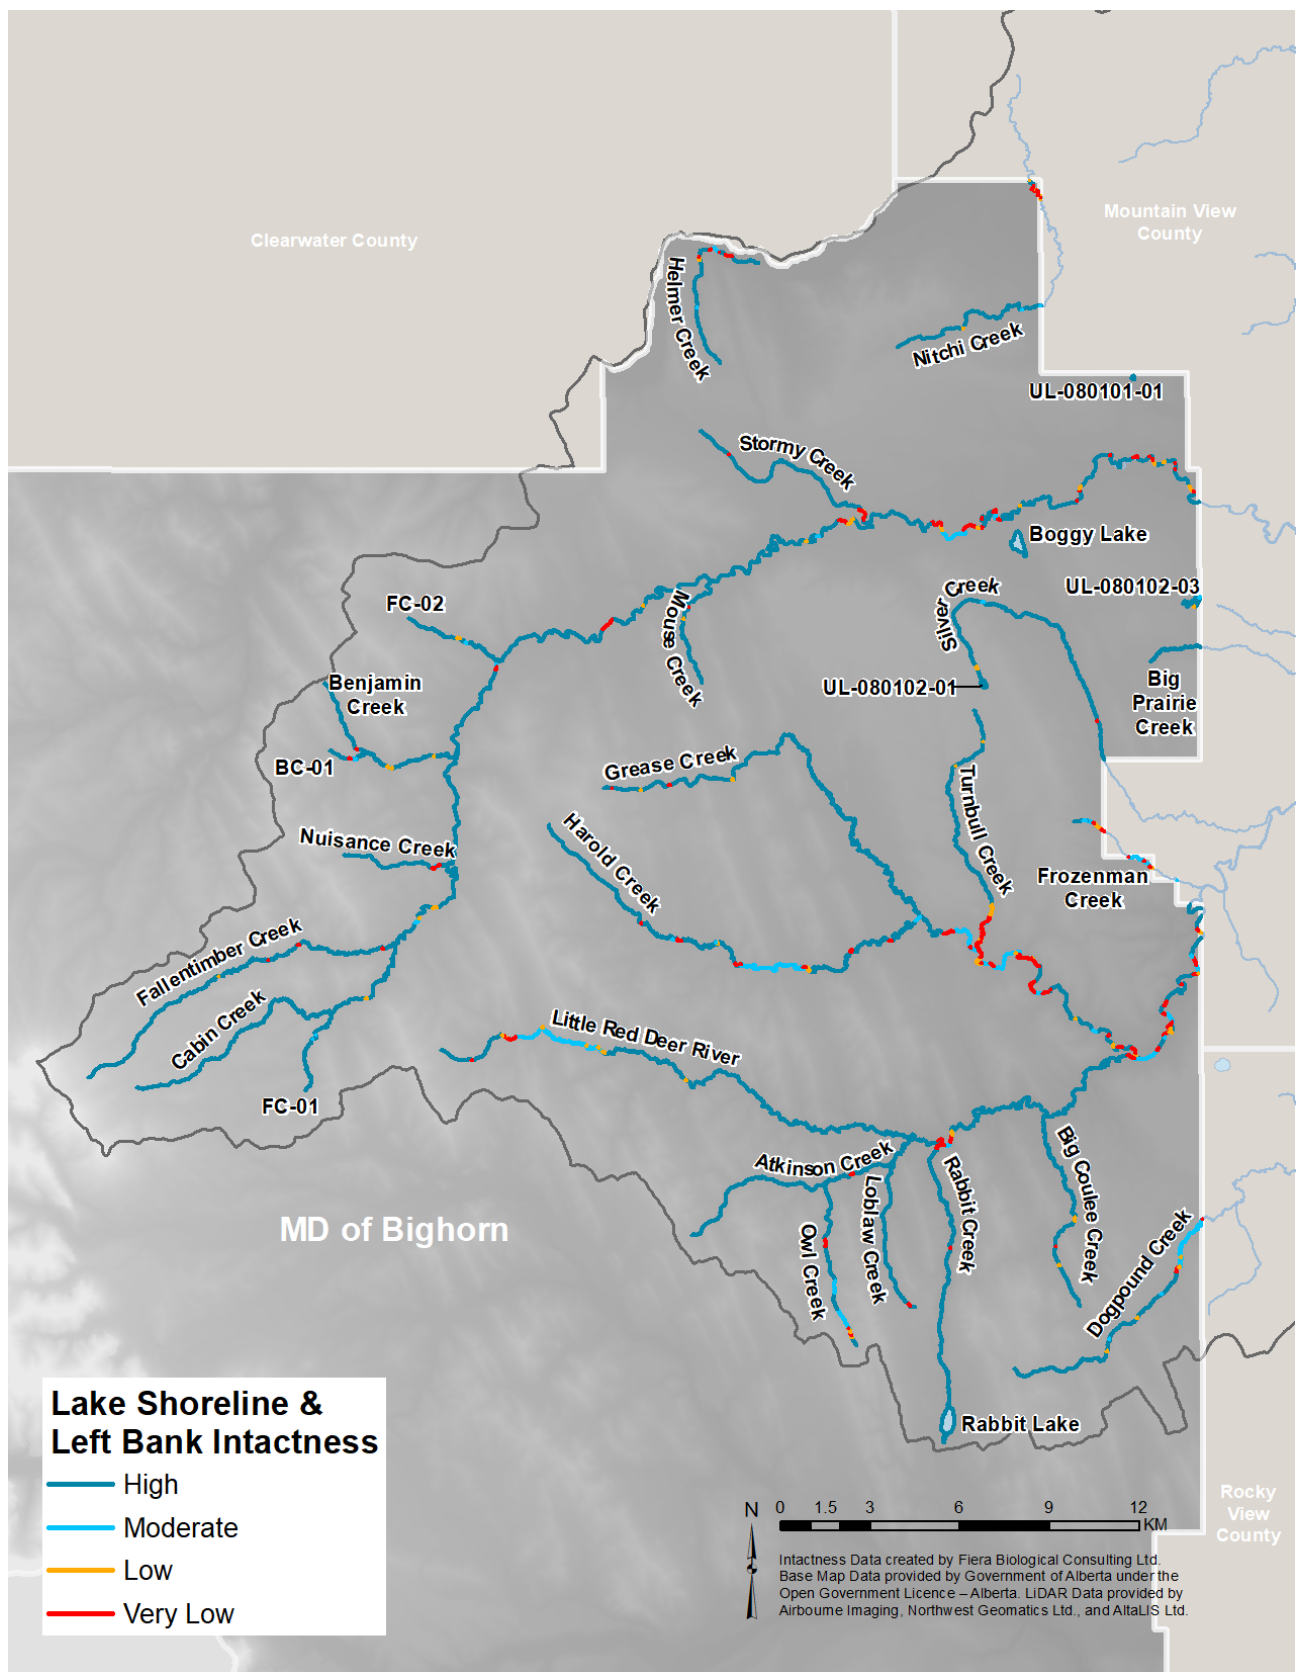 Clearwater County
Mountain View
County
Helmer Creek
Nitchi Creek
UL-080101-01
Stormy Creek
Boggy Lake
UL-080102-03
Silver Creek
FC-02
Mouse Creek
UL-080102-01
Benjamin
Creek
Big
Prairie
Creek
BC-01
Grease Creek
Turnbull Creek
Harold Creek
Nuisance Creek
Frozenman
Creek
Fallentimber Creek
Cabin Creek
Little Red Deer River
FC-01
Atkinson Creek
Big Coulee Creek
Rabbit Creek
Loblaw Creek
Owl Creek
Dogpound Creek
MD of Bighorn
Rabbit Lake
Lake Shoreline &
Left Bank Intactness
High
Moderate
Low
Very Low
Rocky
View
County
N
0 1.5 3 6 9 12
KM
Intactness Data created by Fiera Biological Consulting Ltd.
Base Map Data provided by Government of Alberta under the
Open Government Licence – Alberta. LiDAR Data provided by
Airbourne Imaging, Northwest Geomatics Ltd., and AltaLIS Ltd.